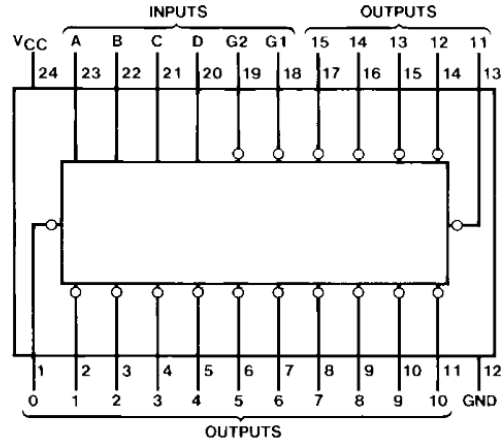 INPUTS OUTPUTS
VCC A B C D G2 G1 15 14 13 12 11
24 23 22 21 20 19 18 17 16 15 14 13
1 2 3 4 5 6 7 8 9 10 11 12
0 1 2 3 4 5 6 7 8 9 10 GND
OUTPUTS